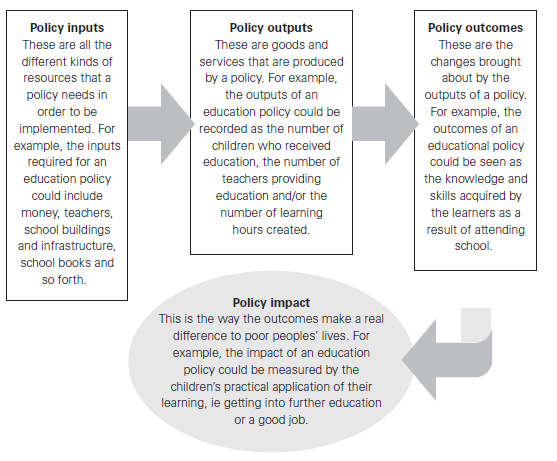 Policy inputs
These are all the
different kinds of
resources that a
policy needs in
order to be
implemented. For
example, the inputs
required for an
education policy
could include
money, teachers,
school buildings
and infrastructure,
school books and
so forth.
Policy outputs
These are goods and
services that are produced
by a policy. For example,
the outputs of an
education policy could be
recorded as the number of
children who received
education, the number of
teachers providing
education and/or the
number of learning
hours created.
Policy outcomes
These are the
changes brought
about by the
outputs of a policy.
For example, the
outcomes of an
educational policy
could be seen as
the knowledge and
skills acquired by
the learners as a
result of attending
school.
Policy impact
This is the way the outcomes make a real
difference to poor peoples’ lives. For
example, the impact of an education
policy could be measured by the
children’s practical application of their
learning, ie getting into further education
or a good job.